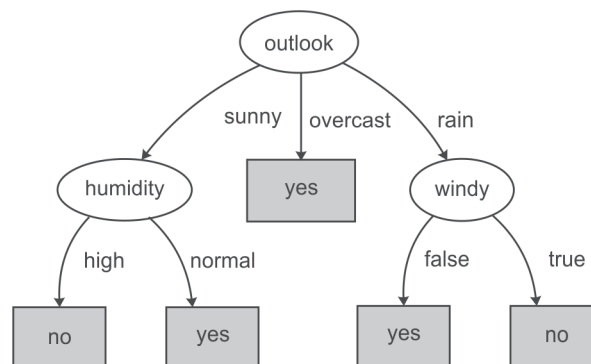 outlook
sunny
overcast
rain
humidity
yes
windy
high
normal
false
true
no
yes
yes
no